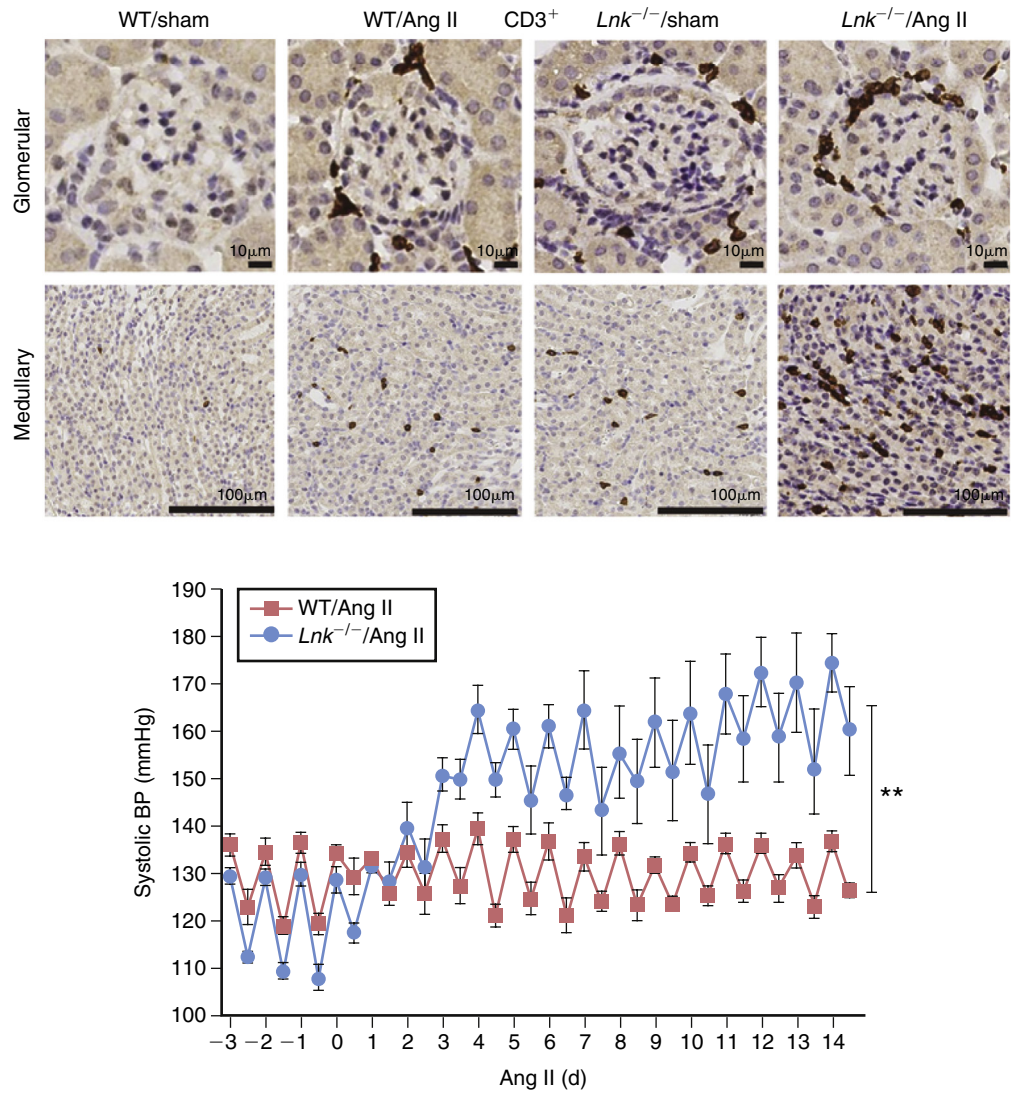 WT/sham WT/Ang II CD3⁺ Lnk⁻/⁻/sham Lnk⁻/⁻/Ang II
Glomerular
10μm 10μm 10μm 10μm
Medullary
100μm 100μm 100μm 100μm
190
180
170
160
150
140
130
120
110
100
Systolic BP (mmHg)
WT/Ang II
Lnk⁻/⁻/Ang II
**
−3 −2 −1 0 1 2 3 4 5 6 7 8 9 10 11 12 13 14
Ang II (d)